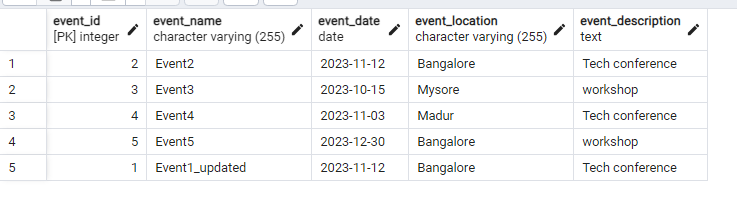 event_id event_name event_date event_location event_description
[PK] integer character varying (255) date character varying (255) text
1 2 Event2 2023-11-12 Bangalore Tech conference
2 3 Event3 2023-10-15 Mysore workshop
3 4 Event4 2023-11-03 Madur Tech conference
4 5 Event5 2023-12-30 Bangalore workshop
5 1 Event1_updated 2023-11-12 Bangalore Tech conference